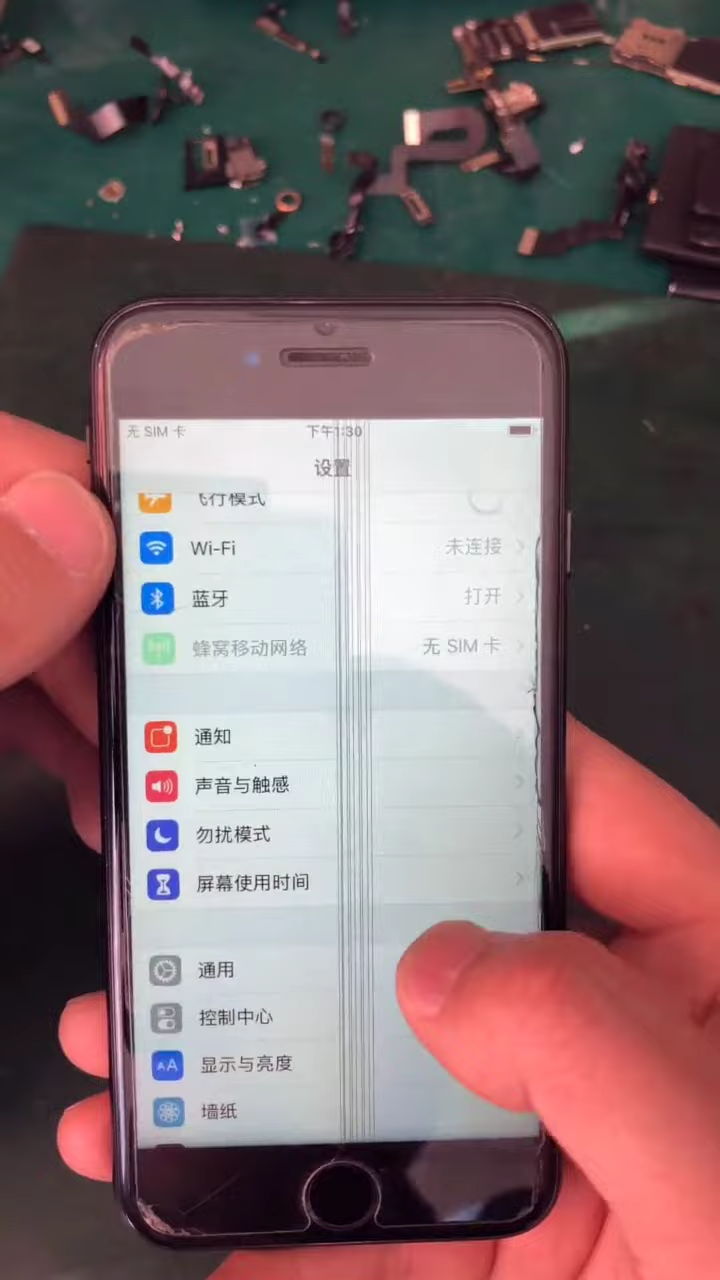 无 SIM 卡 下午1:30
设置
飞行模式
Wi-Fi 未连接
蓝牙 打开
蜂窝移动网络 无 SIM 卡
通知
声音与触感
勿扰模式
屏幕使用时间
通用
控制中心
AA 显示与亮度
墙纸